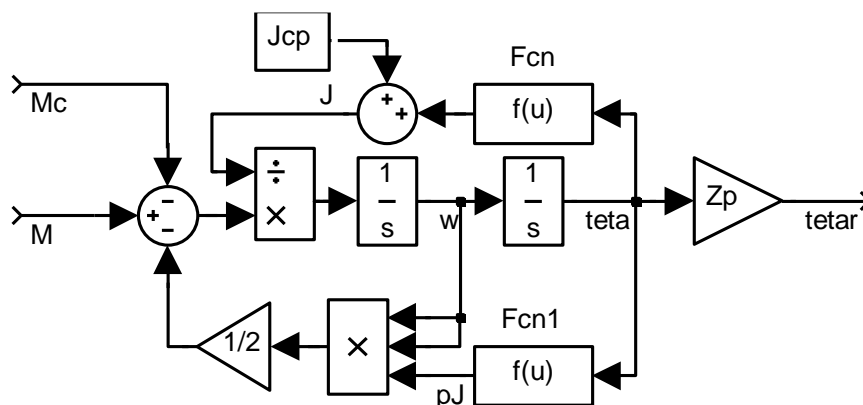 Jcp
Fcn
Mc
J
+
+
f(u)
÷
×
1
s
1
s
Zp
−
+
−
M
w
teta
tetar
1/2
×
Fcn1
f(u)
pJ